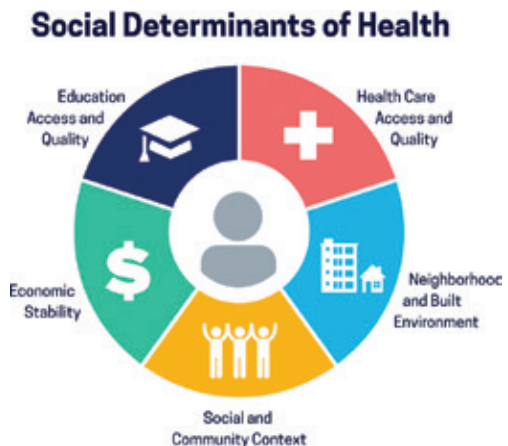 Social Determinants of Health
Education
Access and
Quality
Health Care
Access and
Quality
$
Economic
Stability
Neighborhooc
and Built
Environment
Social and
Community Context